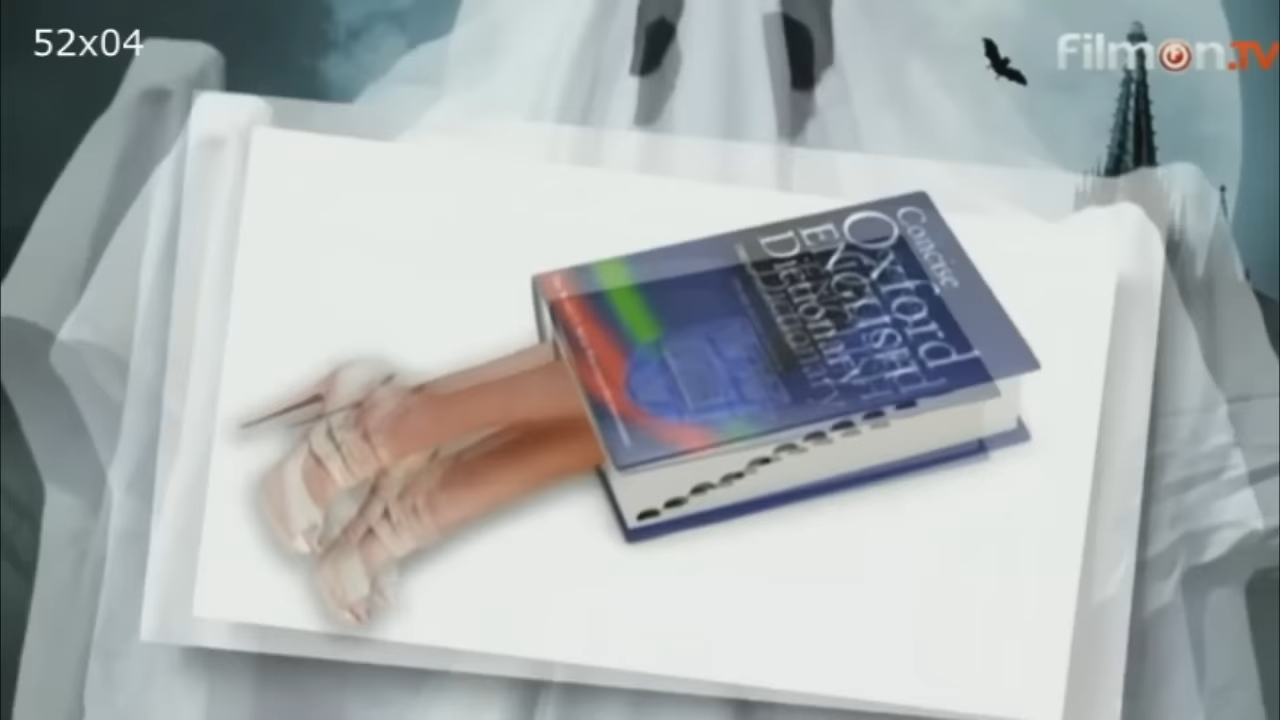 52x04
Filmon.TV
Concise
Oxford
ENGLISH
Dictionary